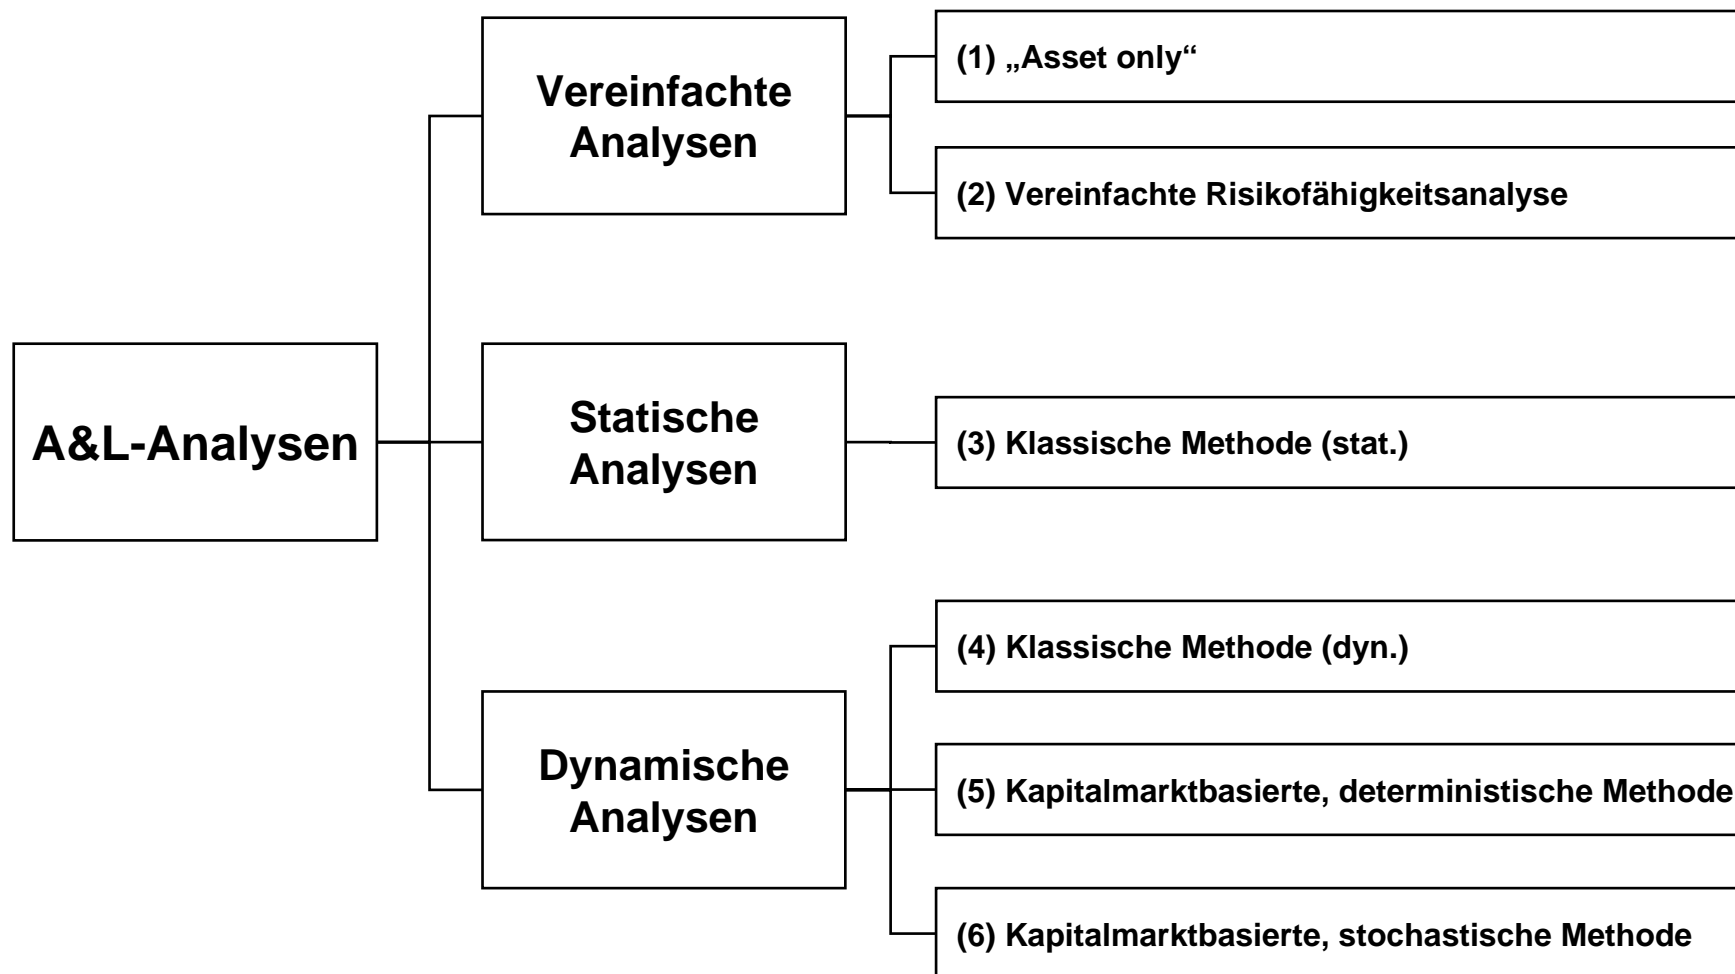 A&L-Analysen
Vereinfachte
Analysen
(1) „Asset only“
(2) Vereinfachte Risikofähigkeitsanalyse
Statische
Analysen
(3) Klassische Methode (stat.)
Dynamische
Analysen
(4) Klassische Methode (dyn.)
(5) Kapitalmarktbasierte, deterministische Methode
(6) Kapitalmarktbasierte, stochastische Methode